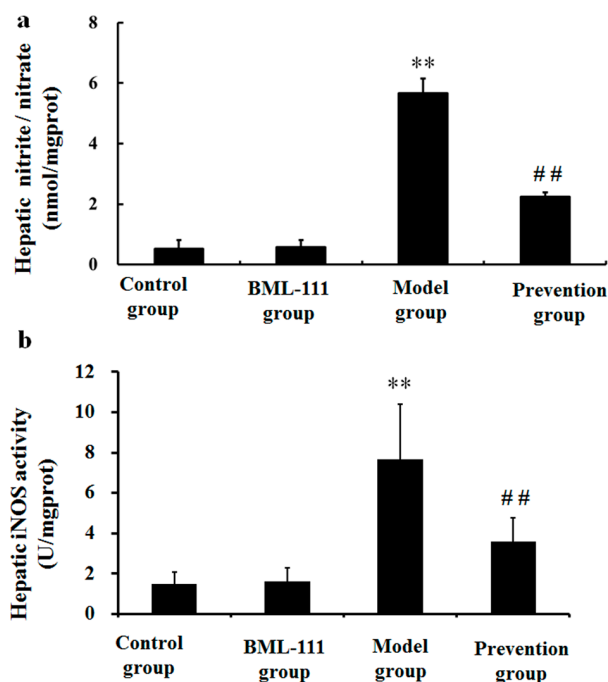 a
Hepatic nitrite / nitrate
(nmol/mgprot)
8
6
4
2
0
**
# #
Control
group
BML-111
group
Model
group
Prevention
group
b
Hepatic iNOS activity
(U/mgprot)
12
10
8
6
4
2
0
**
# #
Control
group
BML-111
group
Model
group
Prevention
group